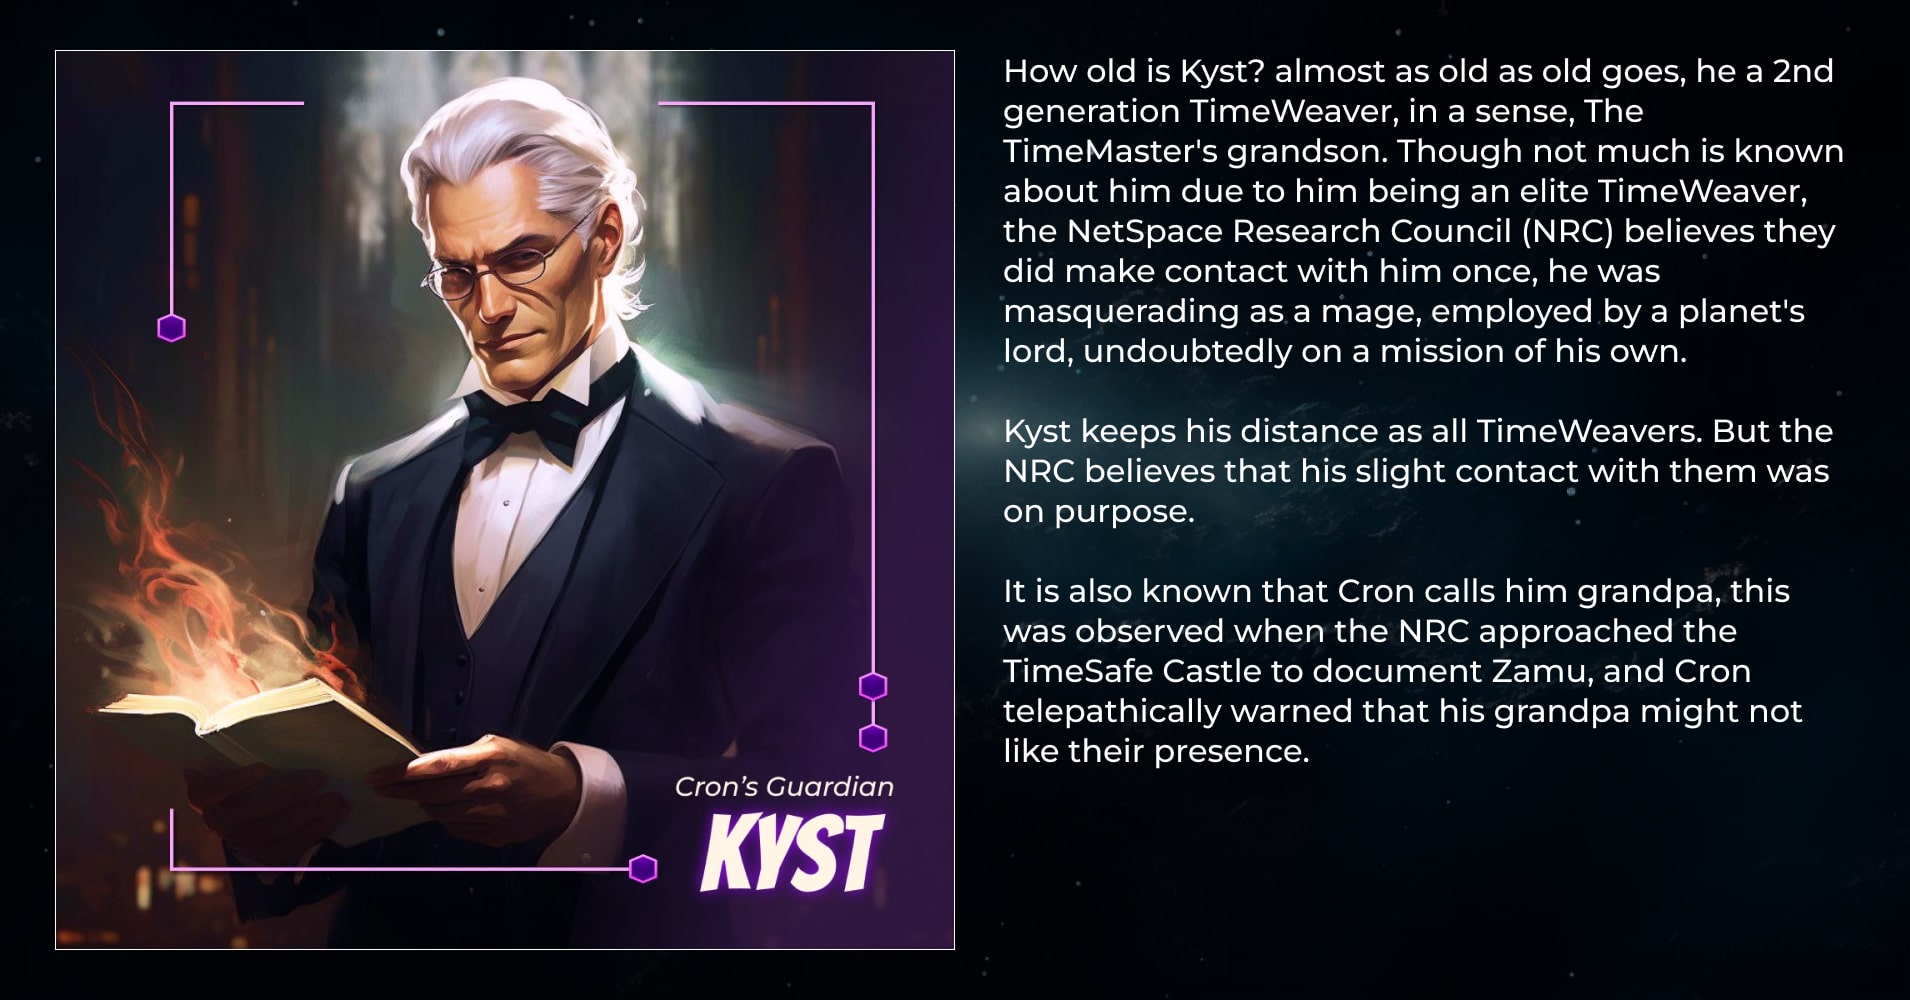 How old is Kyst? almost as old as old goes, he a 2nd
generation TimeWeaver, in a sense, The
TimeMaster's grandson. Though not much is known
about him due to him being an elite TimeWeaver,
the NetSpace Research Council (NRC) believes they
did make contact with him once, he was
masquerading as a mage, employed by a planet's
lord, undoubtedly on a mission of his own.
Kyst keeps his distance as all TimeWeavers. But the
NRC believes that his slight contact with them was
on purpose.
It is also known that Cron calls him grandpa, this
was observed when the NRC approached the
TimeSafe Castle to document Zamu, and Cron
telepathically warned that his grandpa might not
like their presence.
Cron’s Guardian
KYST